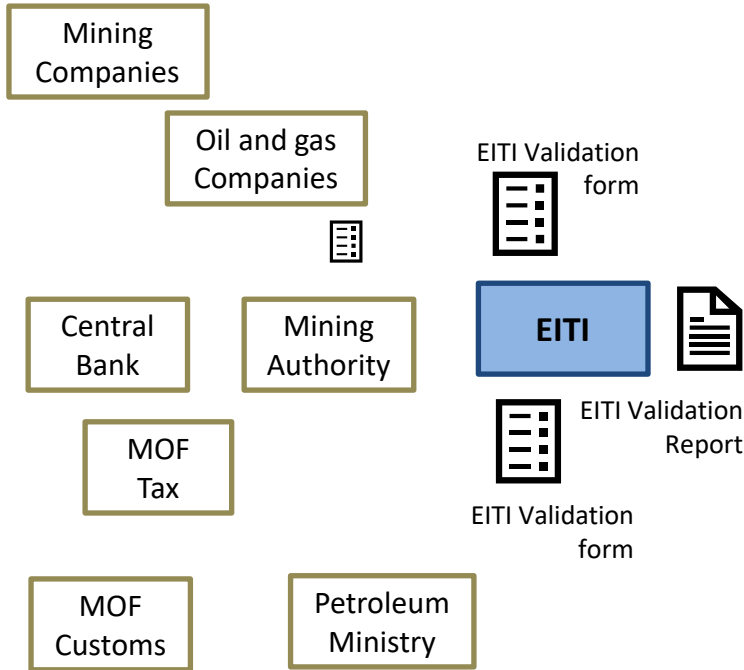 Mining
Companies
Oil and gas
Companies
EITI Validation
form
Central
Bank
Mining
Authority
EITI
EITI Validation
Report
MOF
Tax
EITI Validation
form
MOF
Customs
Petroleum
Ministry